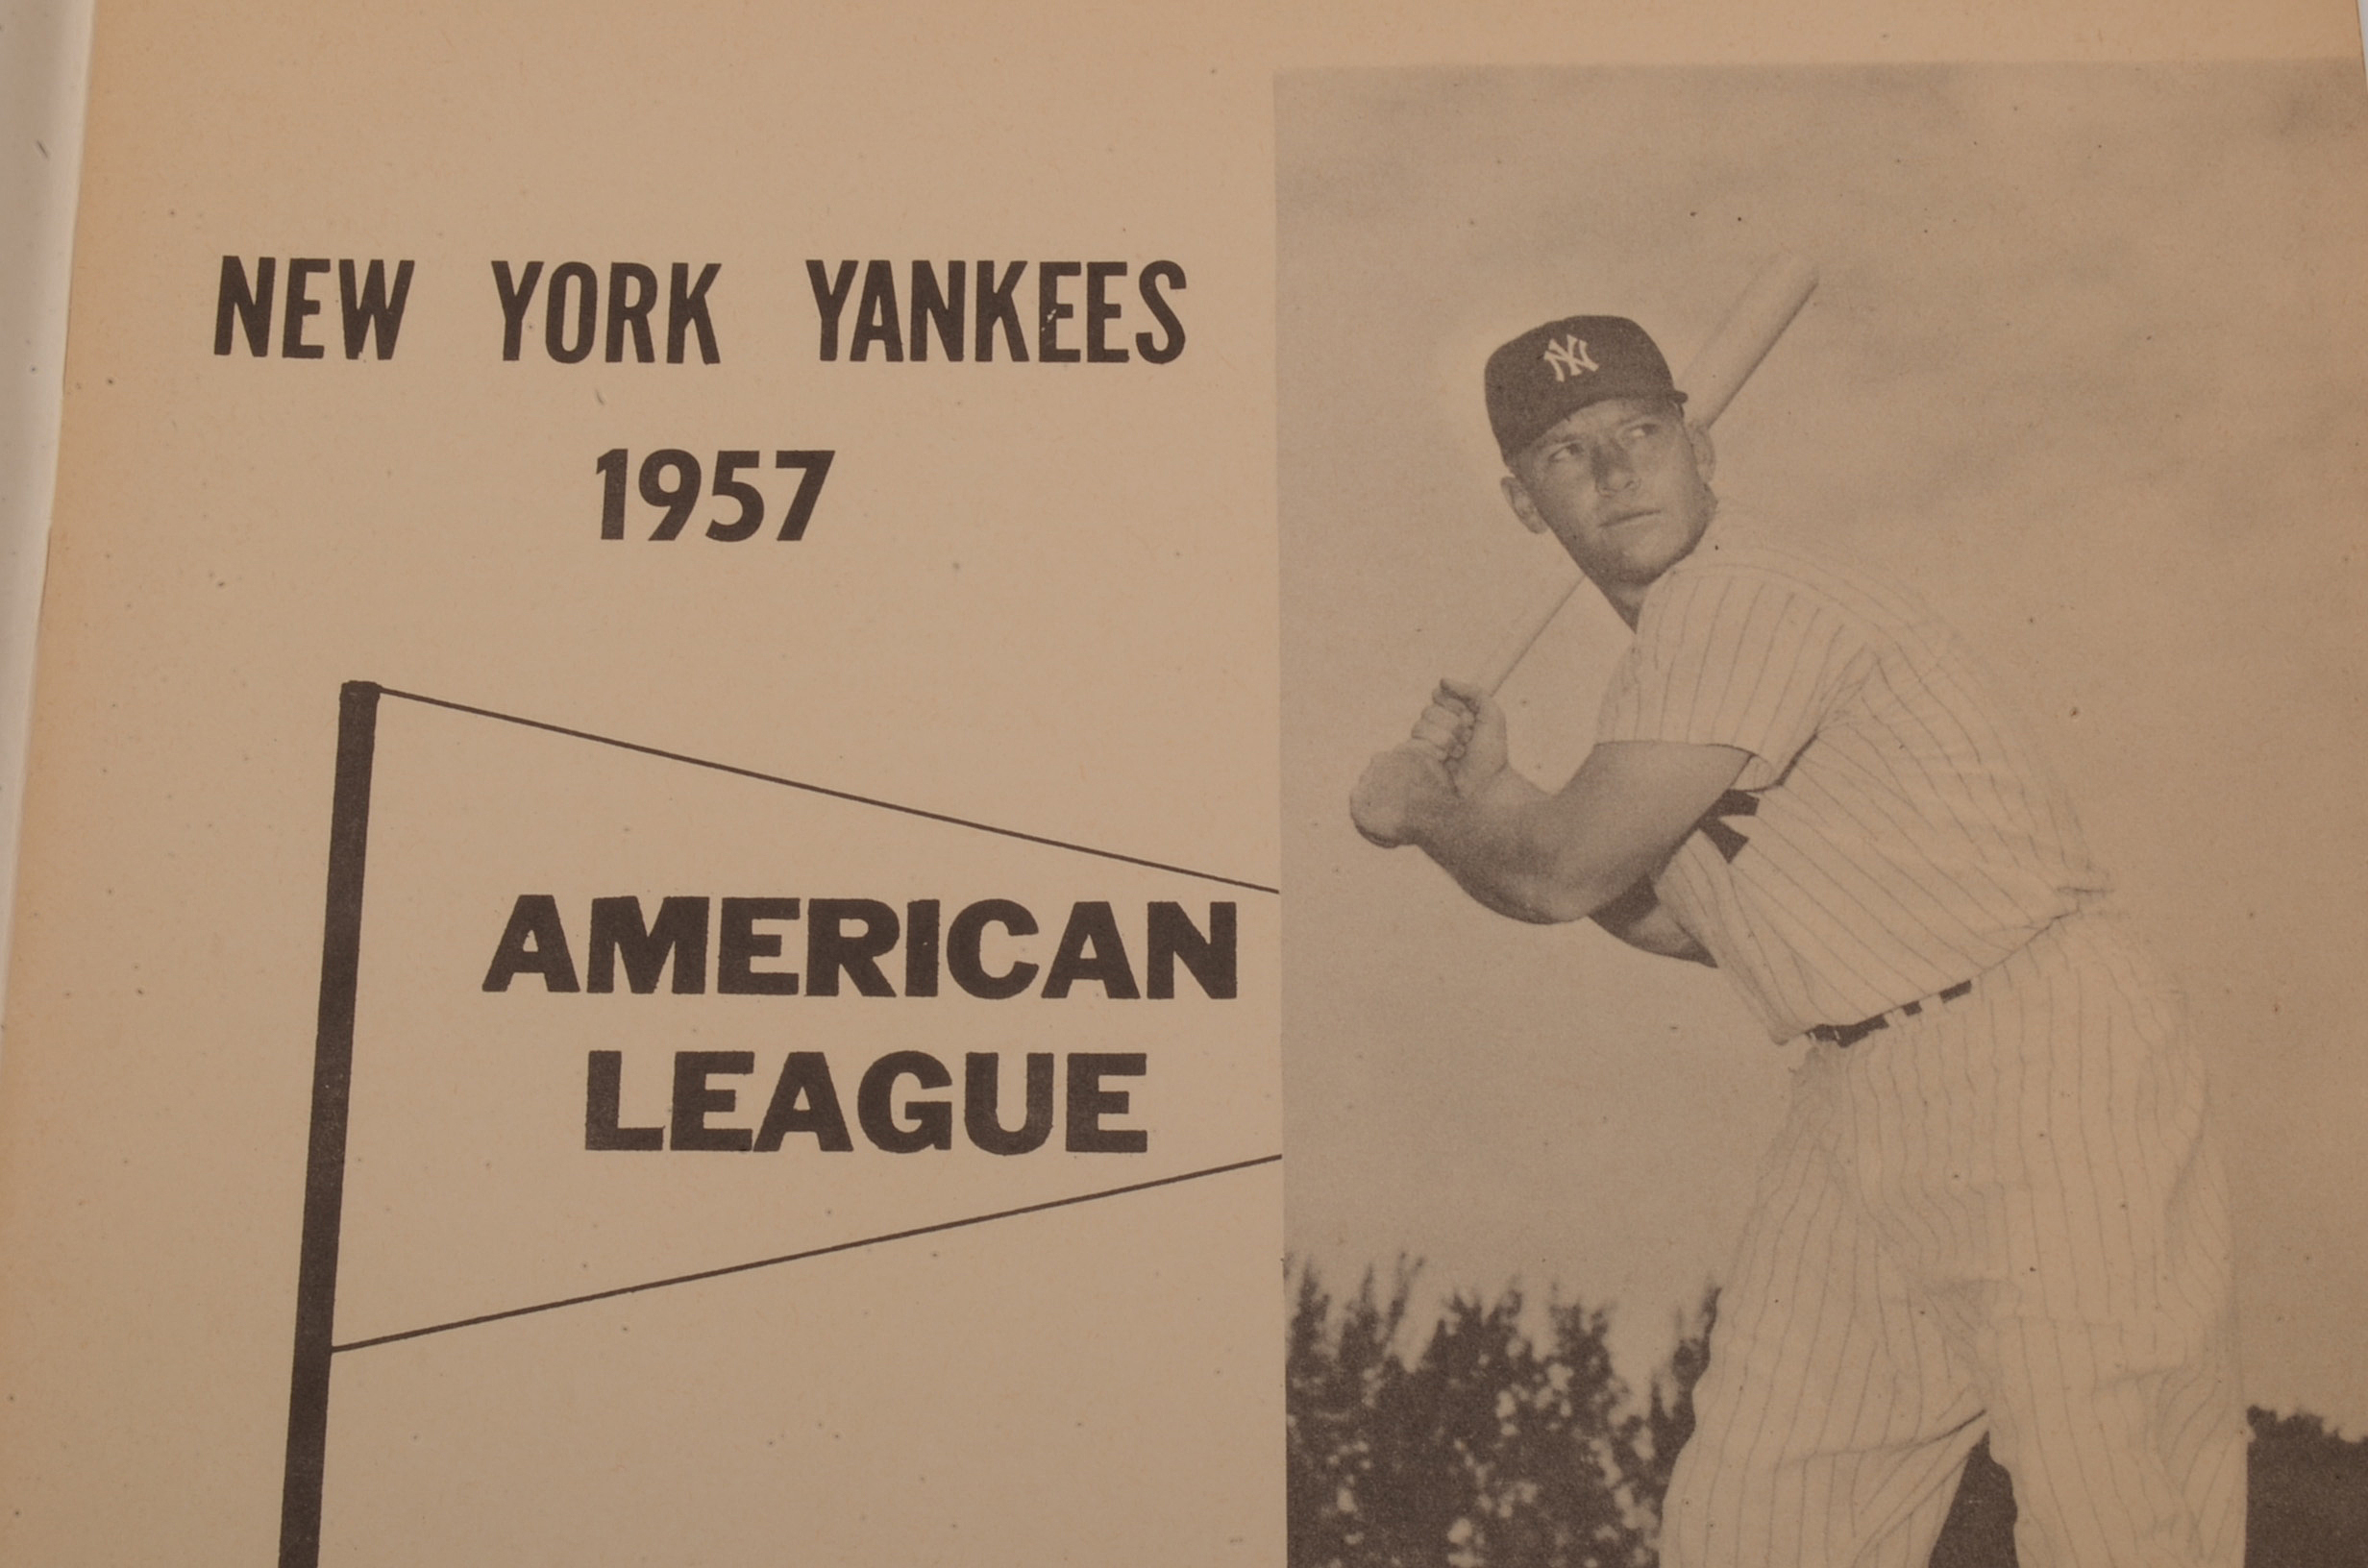 NEW YORK YANKEES
1957
AMERICAN
LEAGUE
NY